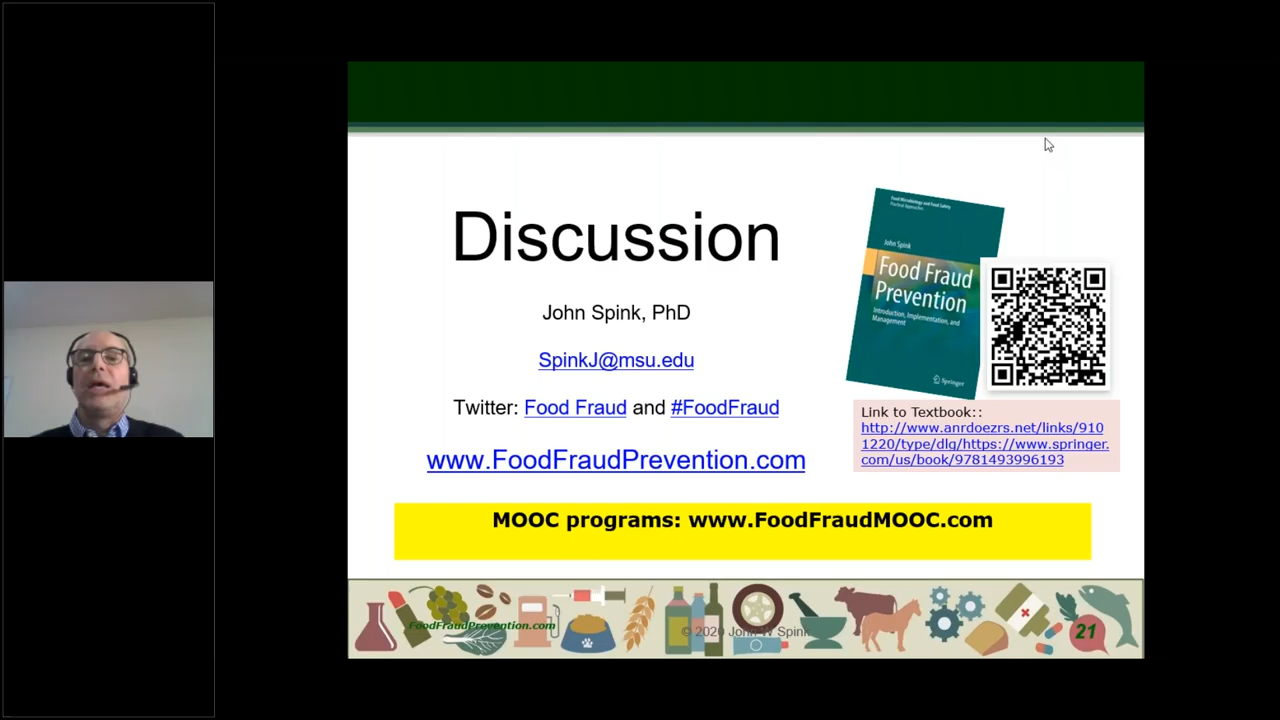 Discussion
John Spink, PhD
SpinkJ@msu.edu
Twitter: Food Fraud and #FoodFraud
www.FoodFraudPrevention.com
Food Microbiology and Food Safety
Practical Approaches
John Spink
Food Fraud
Prevention
Introduction, Implementation, and
Management
Springer
Link to Textbook::
http://www.anrdoezrs.net/links/910
1220/type/dlg/https://www.springer.
com/us/book/9781493996193
MOOC programs: www.FoodFraudMOOC.com
FoodFraudPrevention.com
© 2020 John W Spink
21